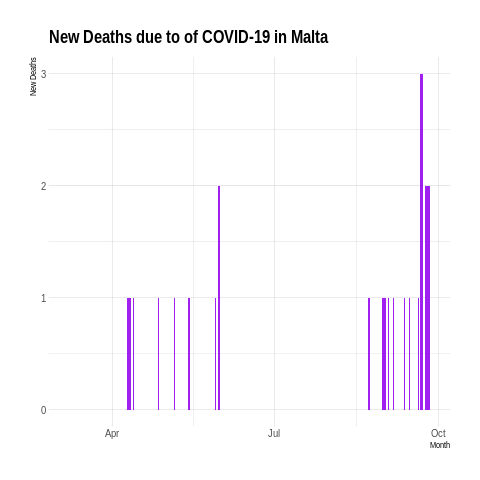 New Deaths due to of COVID-19 in Malta
New Deaths
3
2
1
0
Apr
Jul
Oct
Month